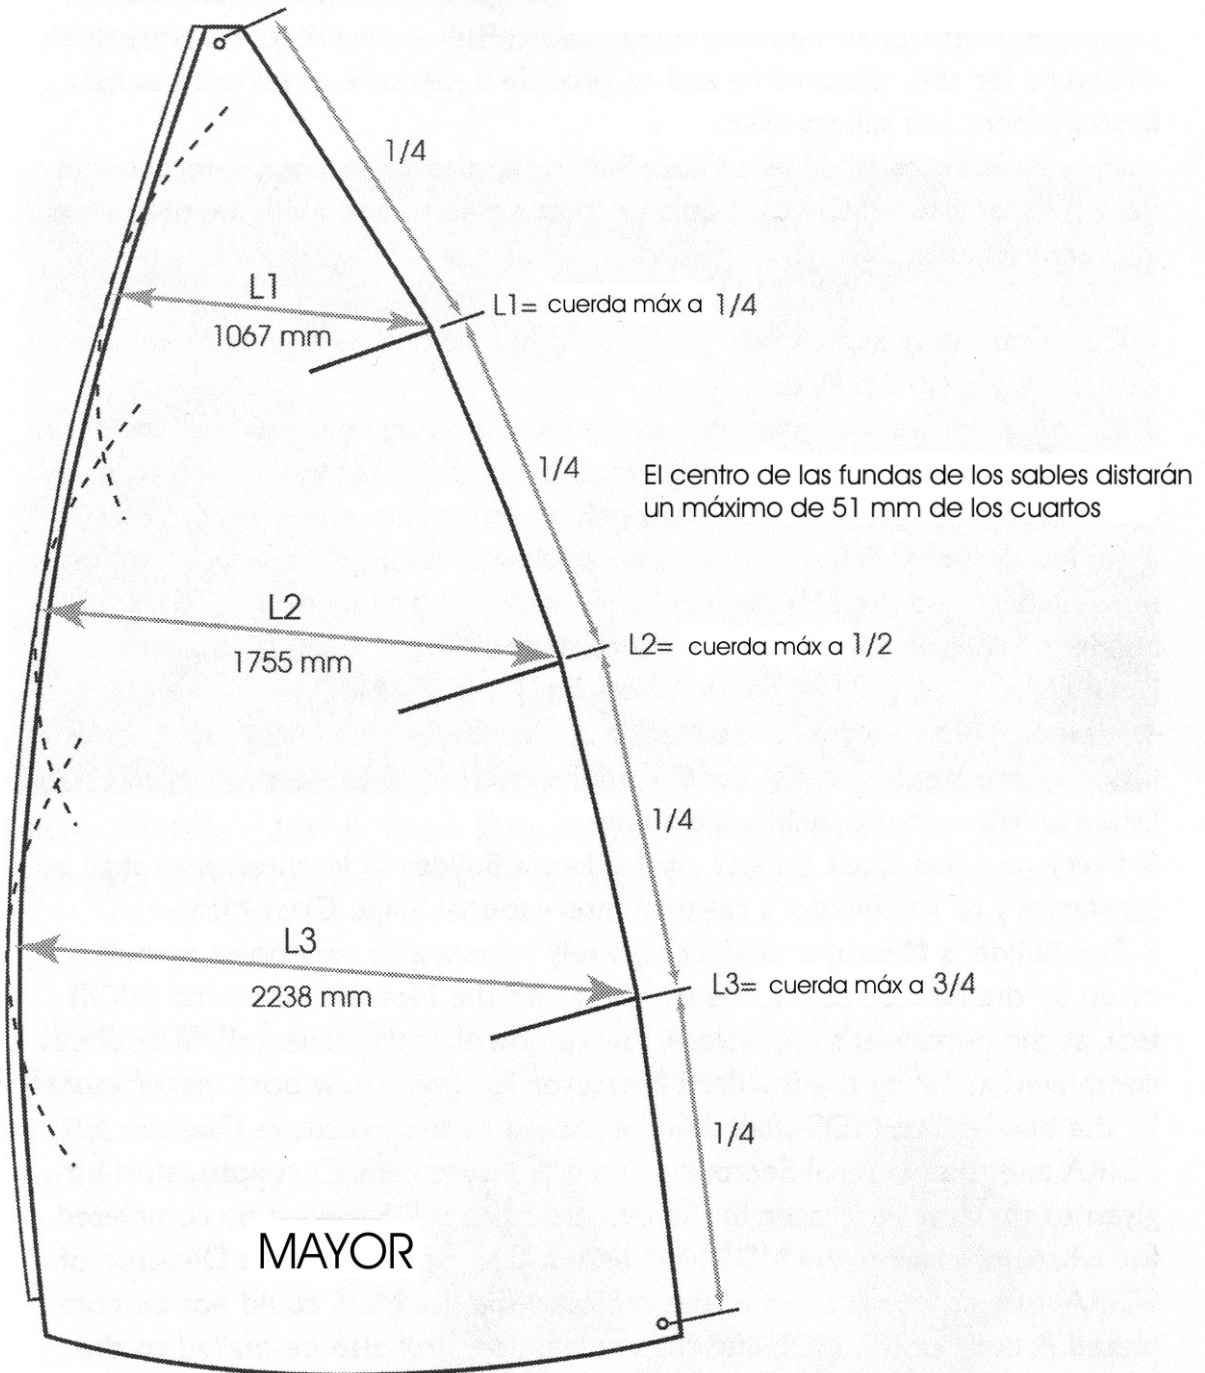 1/4
L1
1067 mm
L1= cuerda máx a 1/4
1/4
El centro de las fundas de los sables distarán
un máximo de 51 mm de los cuartos
L2
1755 mm
L2= cuerda máx a 1/2
1/4
L3
2238 mm
L3= cuerda máx a 3/4
1/4
MAYOR